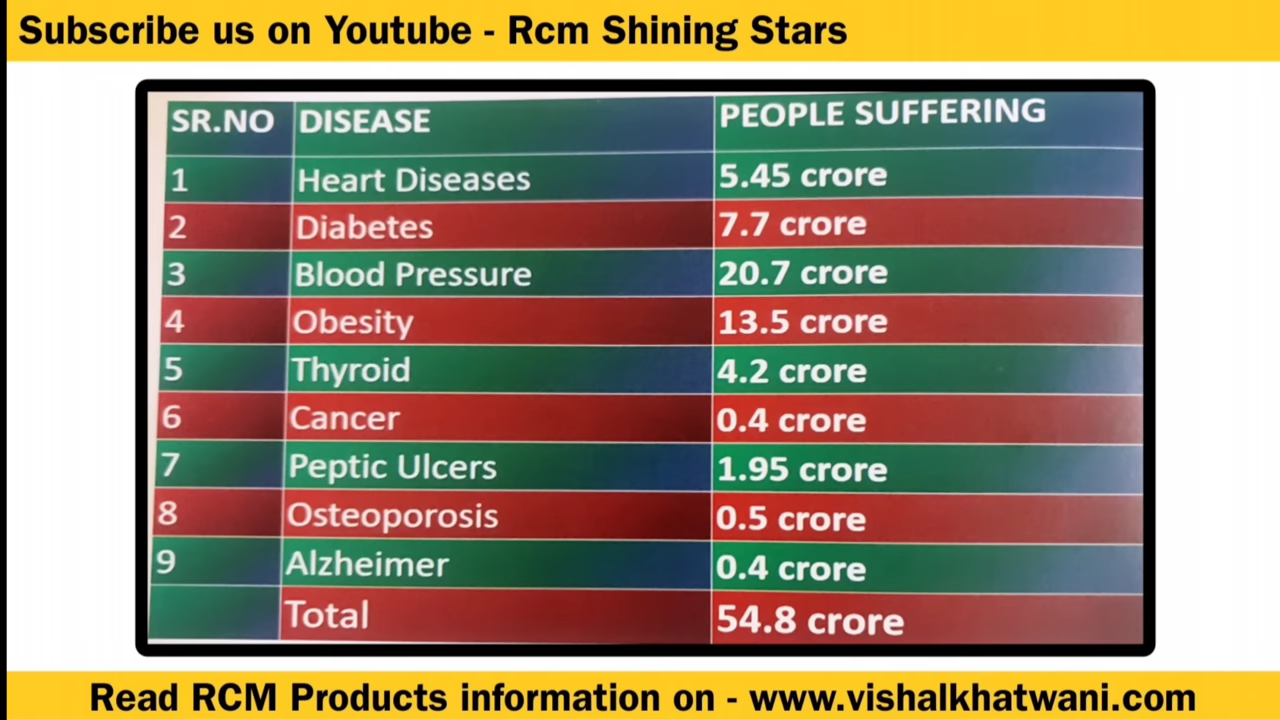 Subscribe us on Youtube - Rcm Shining Stars
SR.NO DISEASE PEOPLE SUFFERING
1 Heart Diseases 5.45 crore
2 Diabetes 7.7 crore
3 Blood Pressure 20.7 crore
4 Obesity 13.5 crore
5 Thyroid 4.2 crore
6 Cancer 0.4 crore
7 Peptic Ulcers 1.95 crore
8 Osteoporosis 0.5 crore
9 Alzheimer 0.4 crore
Total 54.8 crore
Read RCM Products information on - www.vishalkhatwani.com